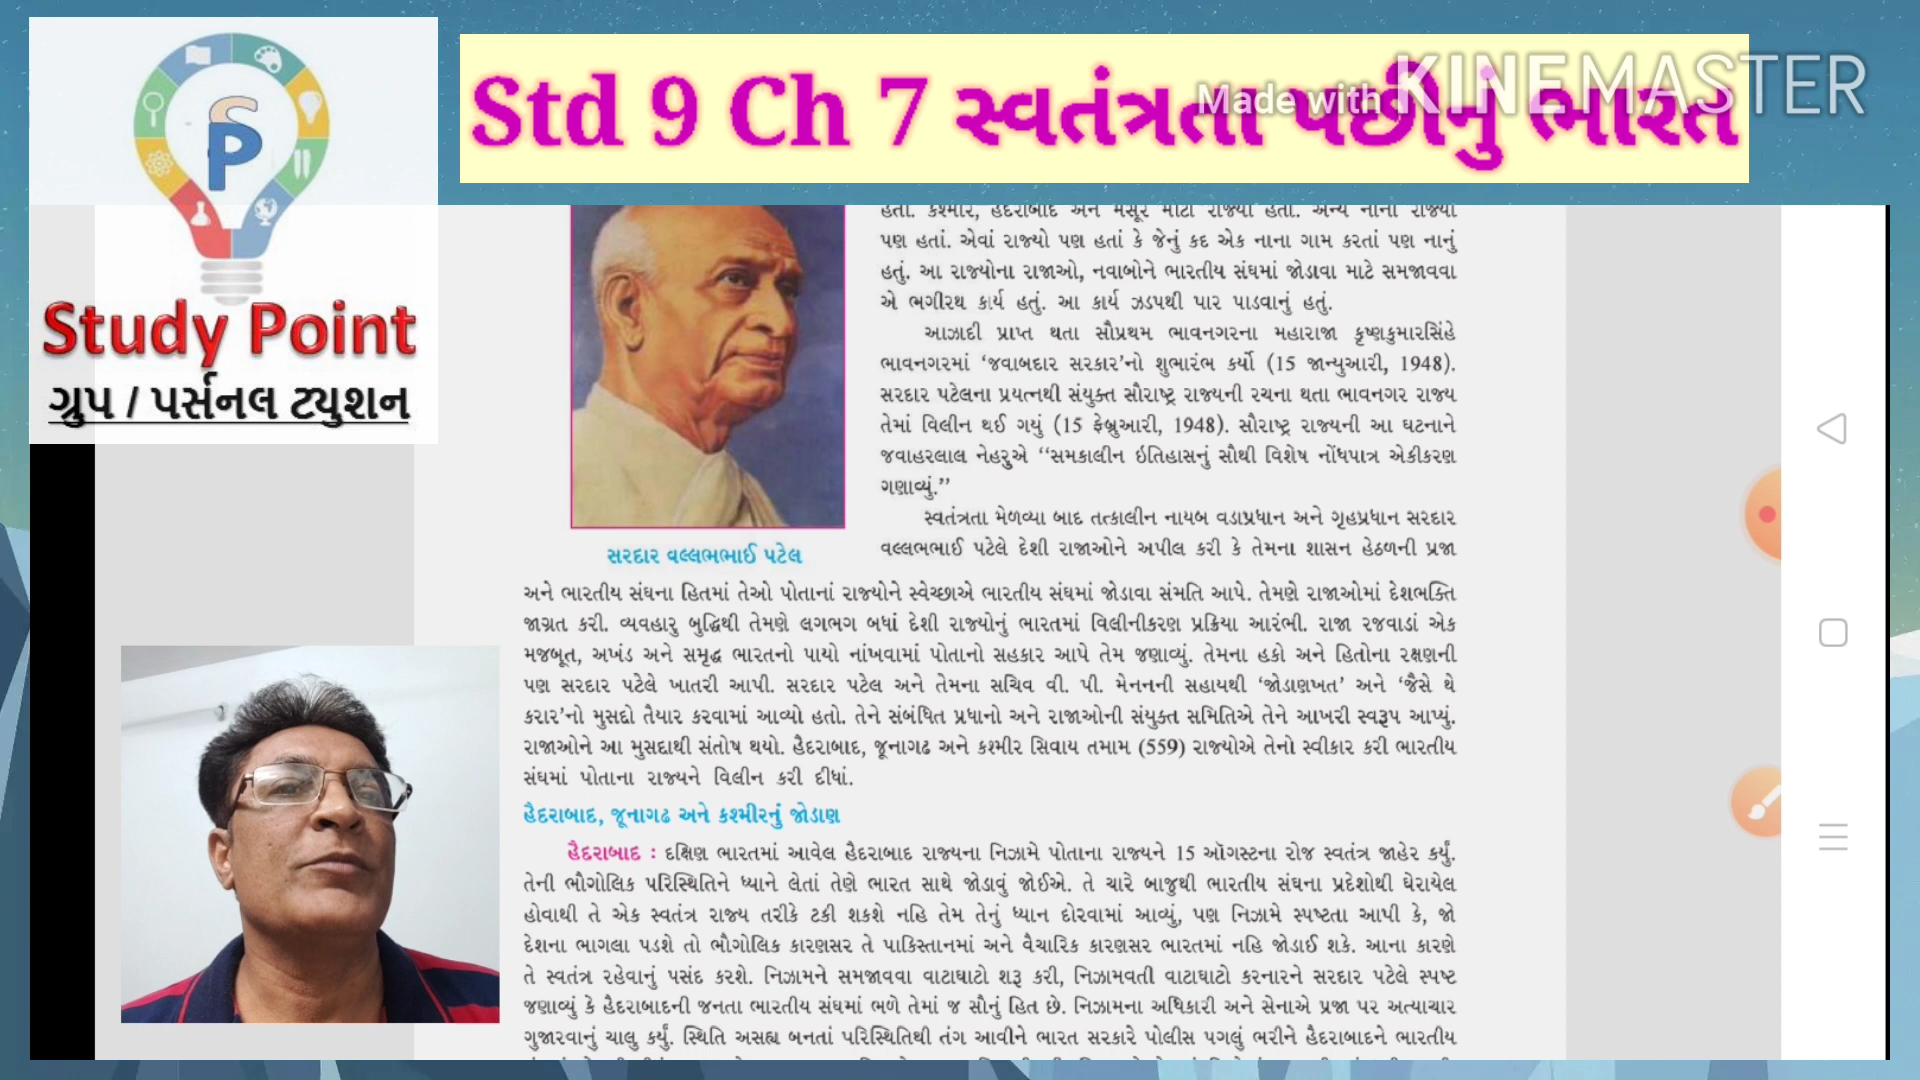 Std 9 Ch 7 સ્વતંત્રતા પછીનું ભારત
Made with KINEMASTER
SP
Study Point
ગ્રુપ / પર્સનલ ટ્યુશન
હતાં. કશ્મીર, હૈદરાબાદ અને મૈસૂર મોટાં રાજ્યો હતાં. અન્ય નાનાં રાજ્યો
પણ હતાં. એવાં રાજ્યો પણ હતાં કે જેનું કદ એક નાના ગામ કરતાં પણ નાનું
હતું. આ રાજ્યોના રાજાઓ, નવાબોને ભારતીય સંઘમાં જોડાવા માટે સમજાવવા
એ ભગીરથ કાર્ય હતું. આ કાર્ય ઝડપથી પાર પાડવાનું હતું.
આઝાદી પ્રાપ્ત થતા સૌપ્રથમ ભાવનગરના મહારાજા કૃષ્ણકુમારસિંહે
ભાવનગરમાં ‘જવાબદાર સરકાર’નો શુભારંભ કર્યો (15 જાન્યુઆરી, 1948).
સરદાર પટેલના પ્રયત્નથી સંયુક્ત સૌરાષ્ટ્ર રાજ્યની રચના થતા ભાવનગર રાજ્ય
તેમાં વિલીન થઈ ગયું (15 ફેબ્રુઆરી, 1948). સૌરાષ્ટ્ર રાજ્યની આ ઘટનાને
જવાહરલાલ નેહરુએ ‘‘સમકાલીન ઇતિહાસનું સૌથી વિશેષ નોંધપાત્ર એકીકરણ
ગણાવ્યું.’’
સ્વતંત્રતા મેળવ્યા બાદ તત્કાલીન નાયબ વડાપ્રધાન અને ગૃહપ્રધાન સરદાર
વલ્લભભાઈ પટેલે દેશી રાજાઓને અપીલ કરી કે તેમના શાસન હેઠળની પ્રજા
સરદાર વલ્લભભાઈ પટેલ
અને ભારતીય સંઘના હિતમાં તેઓ પોતાનાં રાજ્યોને સ્વેચ્છાએ ભારતીય સંઘમાં જોડાવા સંમતિ આપે. તેમણે રાજાઓમાં દેશભક્તિ
જાગ્રત કરી. વ્યવહારુ બુદ્ધિથી તેમણે લગભગ બધાં દેશી રાજ્યોનું ભારતમાં વિલીનીકરણ પ્રક્રિયા આરંભી. રાજા રજવાડાં એક
મજબૂત, અખંડ અને સમૃદ્ધ ભારતનો પાયો નાંખવામાં પોતાનો સહકાર આપે તેમ જણાવ્યું. તેમના હકો અને હિતોના રક્ષણની
પણ સરદાર પટેલે ખાતરી આપી. સરદાર પટેલ અને તેમના સચિવ વી. પી. મેનનની સહાયથી ‘જોડાણખત’ અને ‘જૈસે થે
કરાર’નો મુસદ્દો તૈયાર કરવામાં આવ્યો હતો. તેને સંબંધિત પ્રધાનો અને રાજાઓની સંયુક્ત સમિતિએ તેને આખરી સ્વરૂપ આપ્યું.
રાજાઓને આ મુસદ્દાથી સંતોષ થયો. હૈદરાબાદ, જૂનાગઢ અને કશ્મીર સિવાય તમામ (559) રાજ્યોએ તેનો સ્વીકાર કરી ભારતીય
સંઘમાં પોતાના રાજ્યને વિલીન કરી દીધાં.
હૈદરાબાદ, જૂનાગઢ અને કશ્મીરનું જોડાણ
હૈદરાબાદ : દક્ષિણ ભારતમાં આવેલ હૈદરાબાદ રાજ્યના નિઝામે પોતાના રાજ્યને 15 ઑગસ્ટના રોજ સ્વતંત્ર જાહેર કર્યું.
તેની ભૌગોલિક પરિસ્થિતિને ધ્યાને લેતાં તેણે ભારત સાથે જોડાવું જોઈએ. તે ચારે બાજુથી ભારતીય સંઘના પ્રદેશોથી ઘેરાયેલ
હોવાથી તે એક સ્વતંત્ર રાજ્ય તરીકે ટકી શકશે નહિ તેમ તેનું ધ્યાન દોરવામાં આવ્યું, પણ નિઝામે સ્પષ્ટતા આપી કે, જો
દેશના ભાગલા પડશે તો ભૌગોલિક કારણસર તે પાકિસ્તાનમાં અને વૈચારિક કારણસર ભારતમાં નહિ જોડાઈ શકે. આના કારણે
તે સ્વતંત્ર રહેવાનું પસંદ કરશે. નિઝામને સમજાવવા વાટાઘાટો શરૂ કરી, નિઝામવતી વાટાઘાટો કરનારને સરદાર પટેલે સ્પષ્ટ
જણાવ્યું કે હૈદરાબાદની જનતા ભારતીય સંઘમાં ભળે તેમાં જ સૌનું હિત છે. નિઝામના અધિકારી અને સેનાએ પ્રજા પર અત્યાચાર
ગુજારવાનું ચાલુ કર્યું. સ્થિતિ અસહ્ય બનતાં પરિસ્થિતિથી તંગ આવીને ભારત સરકારે પોલીસ પગલું ભરીને હૈદરાબાદને ભારતીય